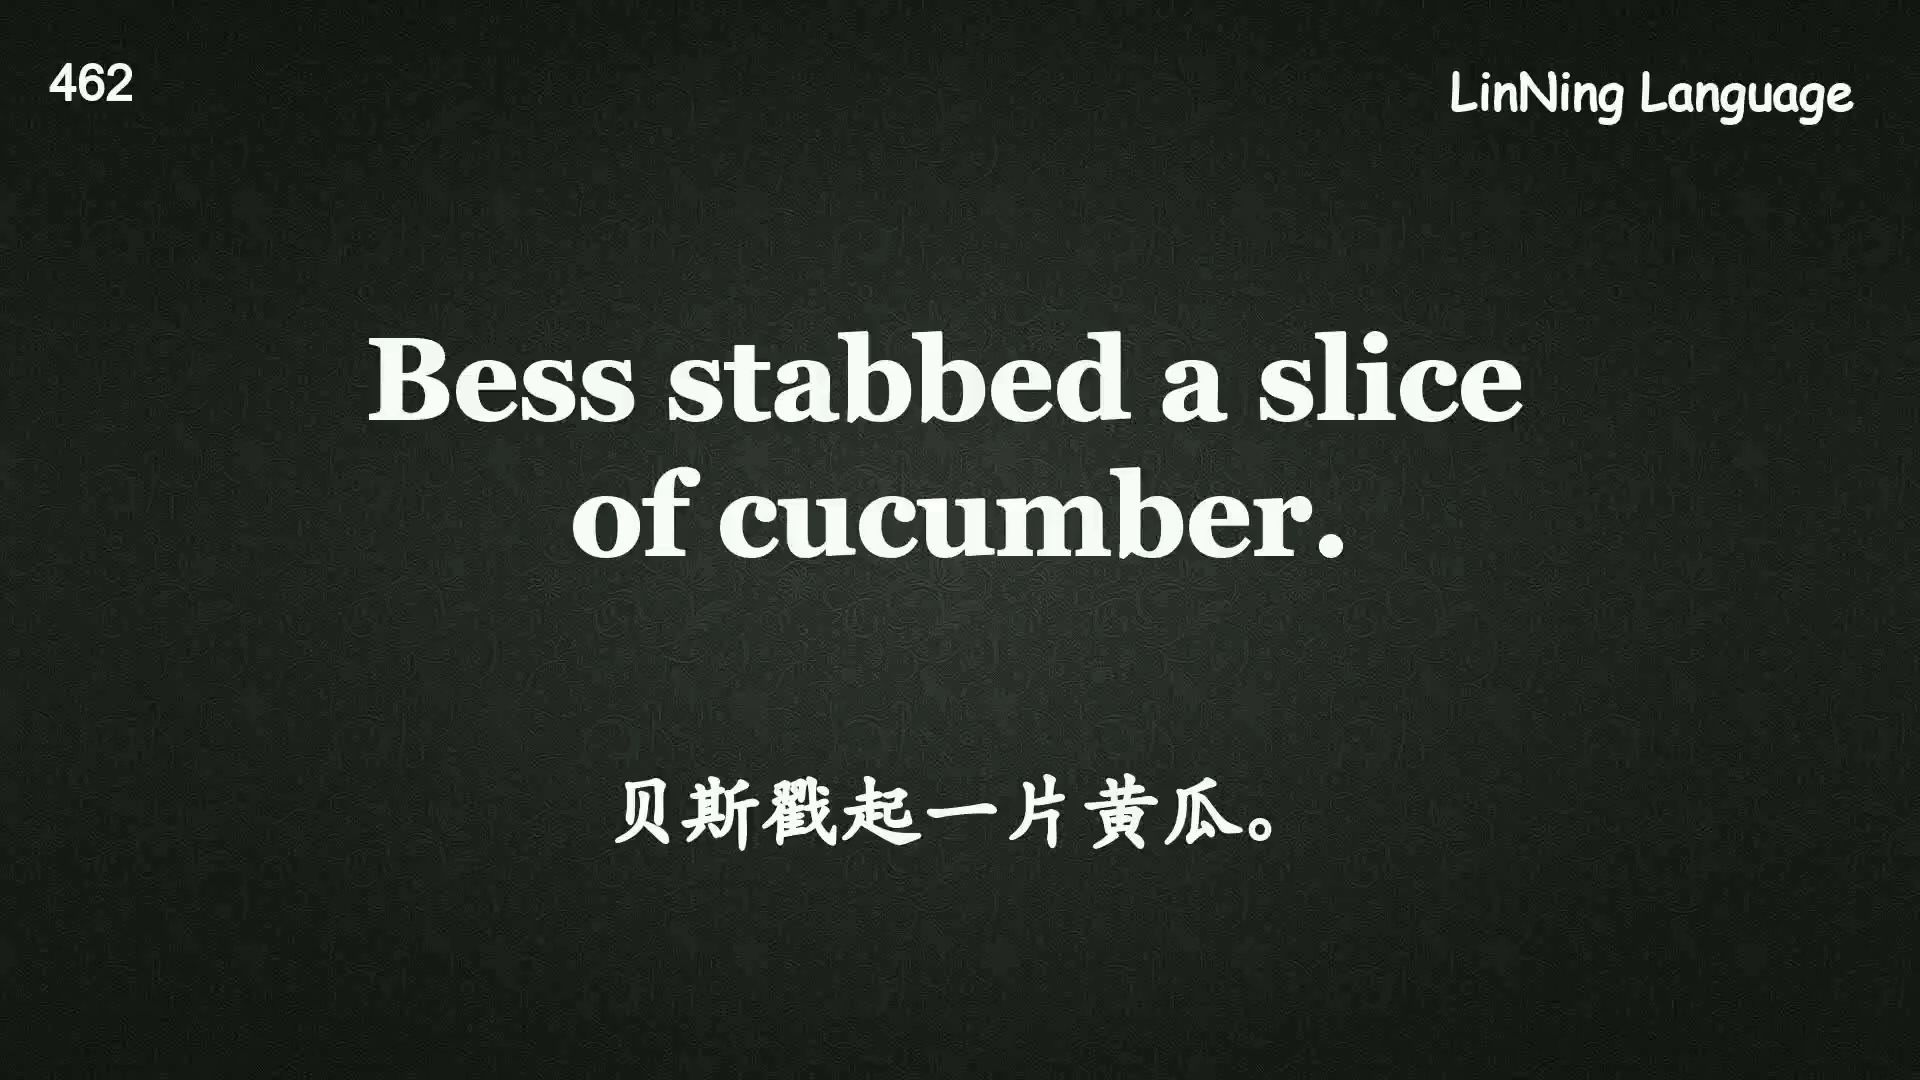 462
LinNing Language
Bess stabbed a slice
of cucumber.
贝斯戳起一片黄瓜。